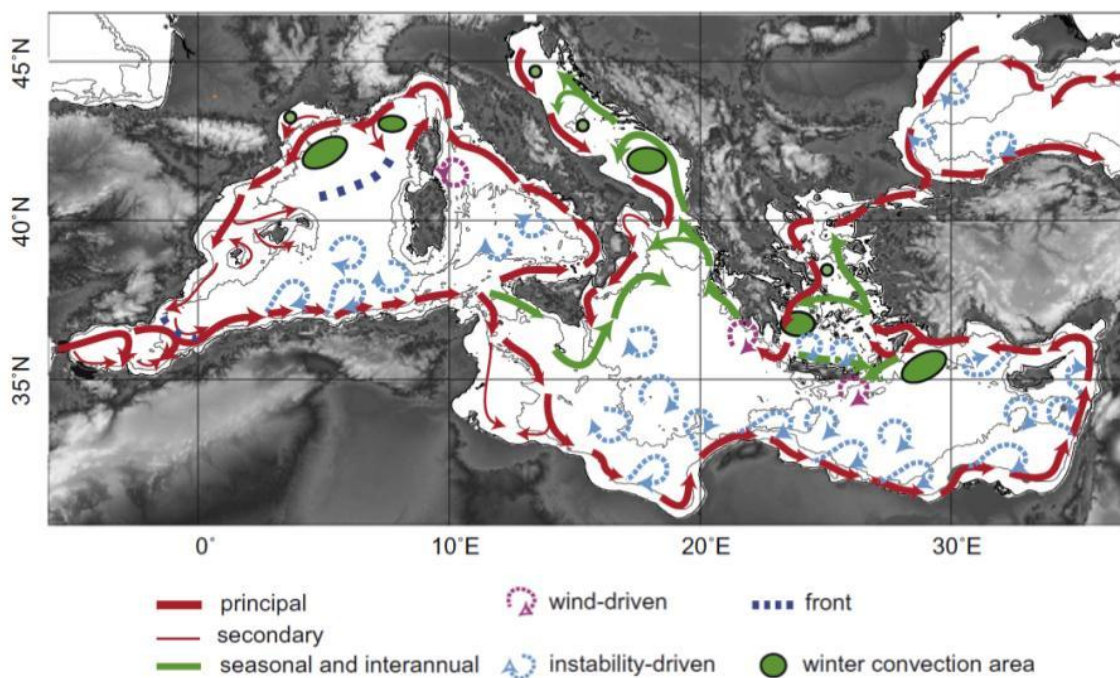 45°N
40°N
35°N
0°
10°E
20°E
30°E
principal
wind-driven
front
secondary
seasonal and interannual
instability-driven
winter convection area